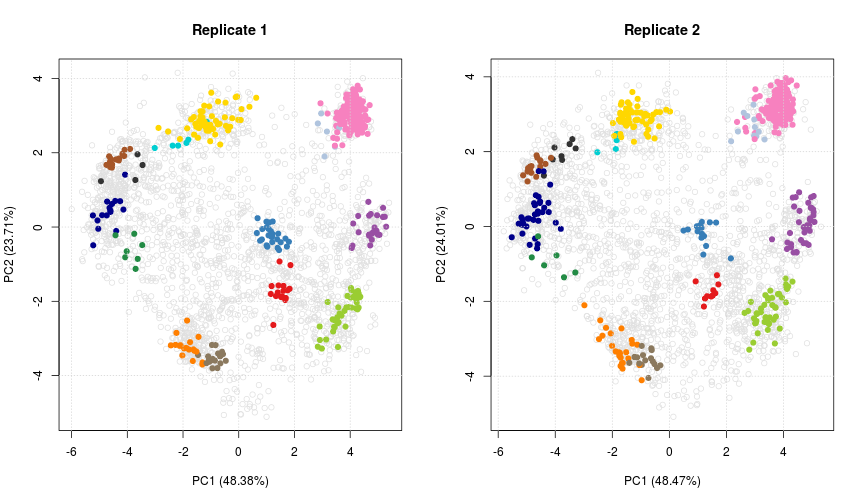 Replicate 1
4
2
0
-2
-4
PC2 (23.71%)
-6 -4 -2 0 2 4
PC1 (48.38%)
Replicate 2
4
2
0
-2
-4
PC2 (24.01%)
-6 -4 -2 0 2 4
PC1 (48.47%)